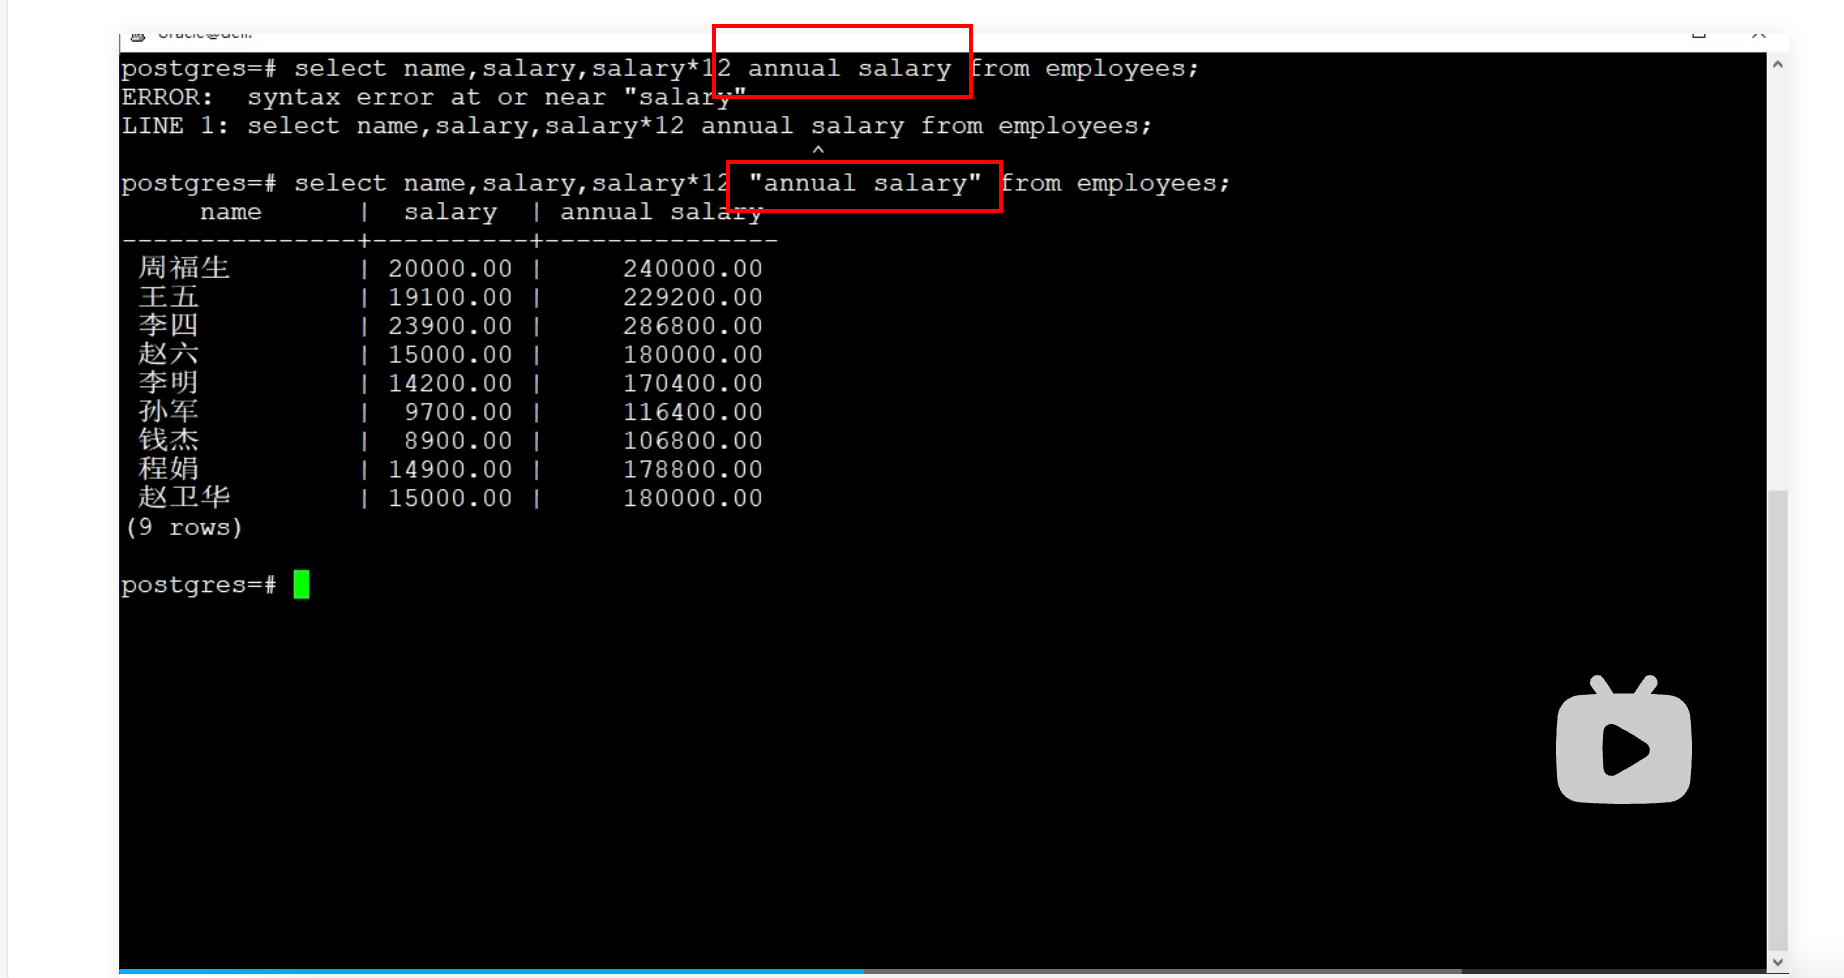 postgres=# select name,salary,salary*12 annual salary from employees;
ERROR:  syntax error at or near "salary"
LINE 1: select name,salary,salary*12 annual salary from employees;
^
postgres=# select name,salary,salary*12 "annual salary" from employees;
name | salary | annual salary
---------------+----------+---------------
周福生 | 20000.00 | 240000.00
王五 | 19100.00 | 229200.00
李四 | 23900.00 | 286800.00
赵六 | 15000.00 | 180000.00
李明 | 14200.00 | 170400.00
孙军 | 9700.00 | 116400.00
钱杰 | 8900.00 | 106800.00
程娟 | 14900.00 | 178800.00
赵卫华 | 15000.00 | 180000.00
(9 rows)
postgres=#